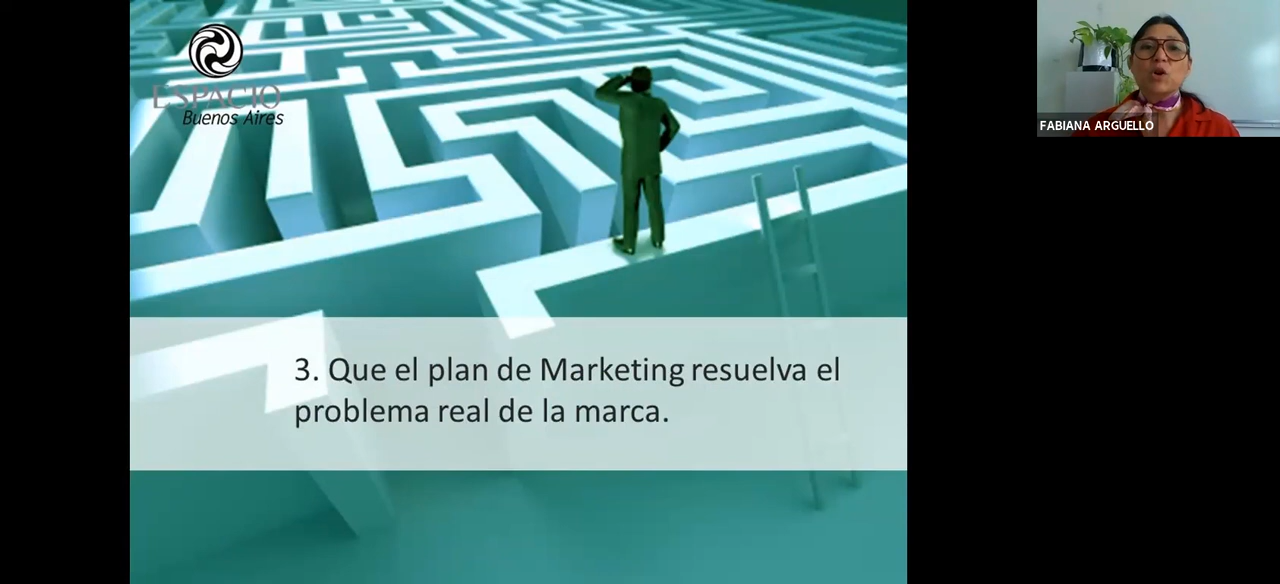 ESPACIO
Buenos Aires
FABIANA ARGUELLO
3. Que el plan de Marketing resuelva el
problema real de la marca.